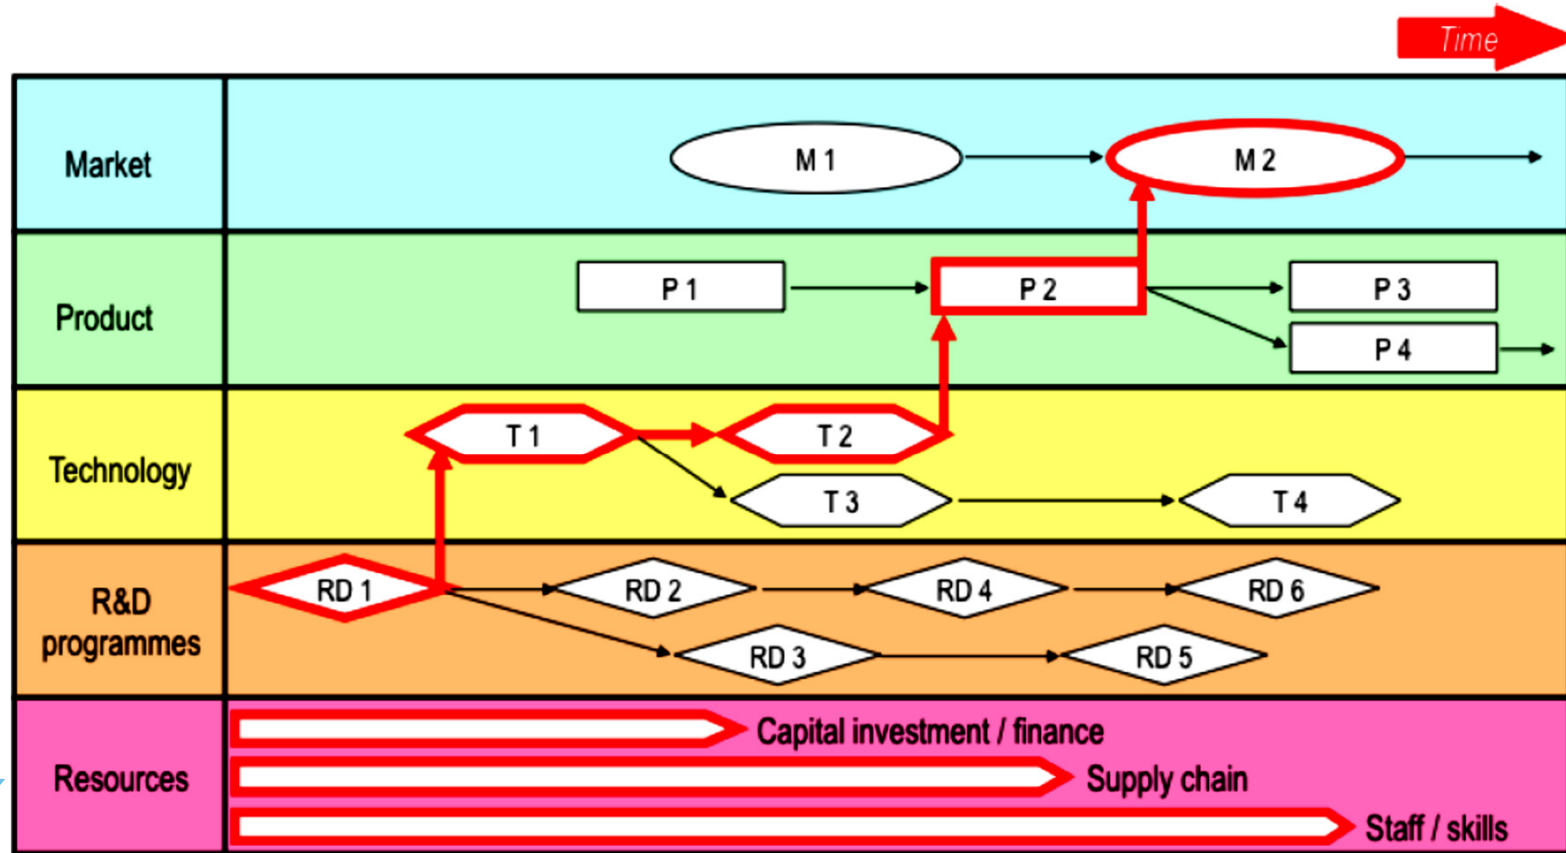 Time
Market
M 1
M 2
Product
P 1
P 2
P 3
P 4
Technology
T 1
T 2
T 3
T 4
R&D
programmes
RD 1
RD 2
RD 4
RD 6
RD 3
RD 5
Resources
Capital investment / finance
Supply chain
Staff / skills